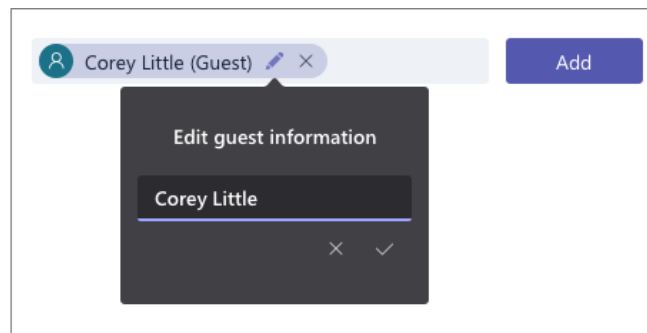 Corey Little (Guest)
Add
Edit guest information
Corey Little